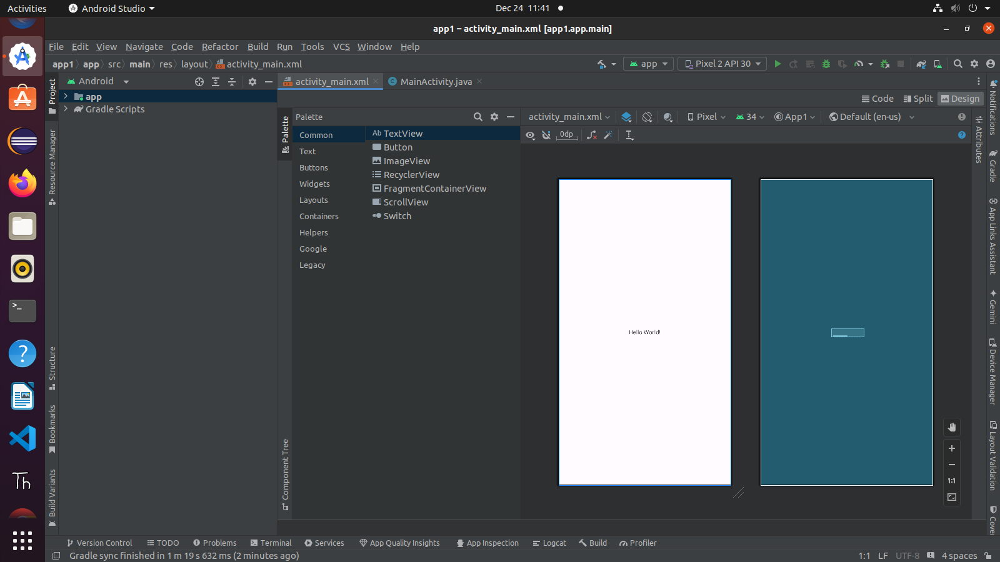 Activities
Android Studio
Dec 24 11:41
app1 – activity_main.xml [app1.app.main]
File Edit View Navigate Code Refactor Build Run Tools VCS Window Help
app1 app src main res layout activity_main.xml
app
Pixel 2 API 30
Android
activity_main.xml
MainActivity.java
app
Gradle Scripts
Code
Split
Design
Palette
activity_main.xml
Pixel
34
App1
Default (en-us)
0dp
Common
Text
Buttons
Widgets
Layouts
Containers
Helpers
Google
Legacy
Ab TextView
Button
ImageView
RecyclerView
FragmentContainerView
ScrollView
Switch
Hello World!
1:1
Project
Resource Manager
Structure
Bookmarks
Build Variants
Palette
Component Tree
Attributes
Notifications
Gradle
App Links Assistant
Gemini
Device Manager
Layout Validation
Cover
Th
Version Control
TODO
Problems
Terminal
Services
App Quality Insights
App Inspection
Logcat
Build
Profiler
Gradle sync finished in 1 m 19 s 632 ms (2 minutes ago)
1:1 LF UTF-8 4 spaces